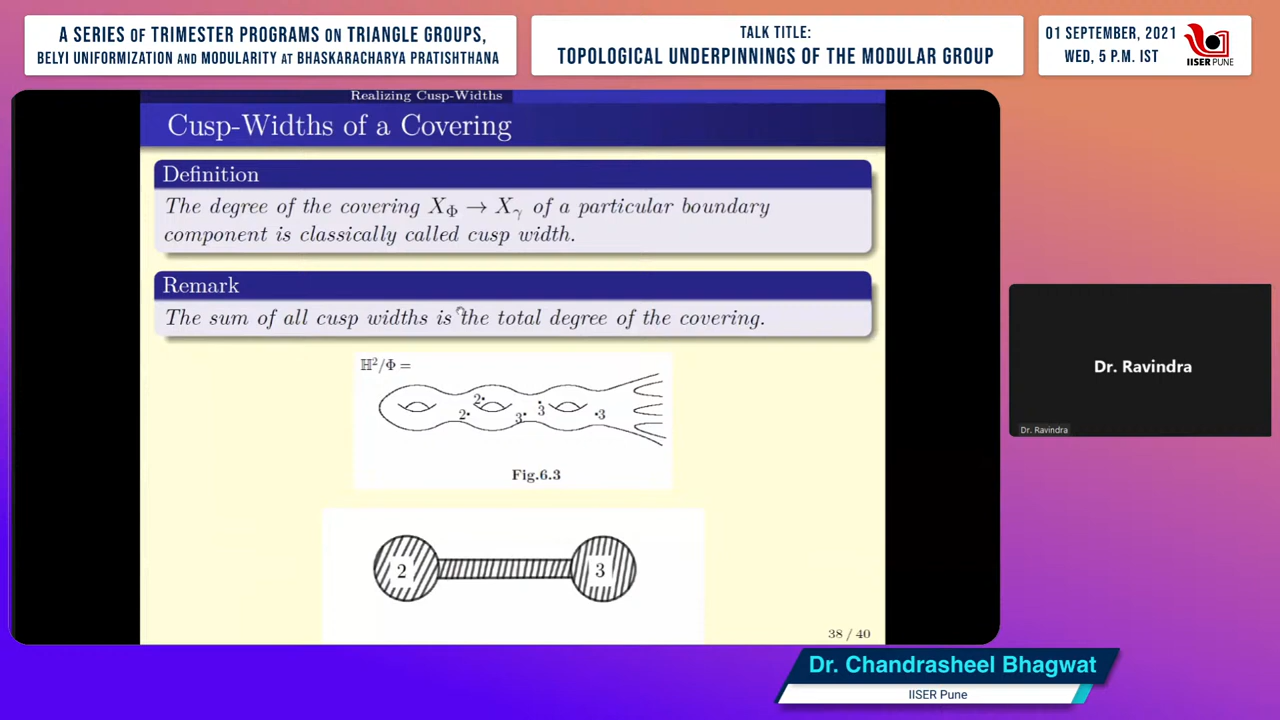 A SERIES OF TRIMESTER PROGRAMS ON TRIANGLE GROUPS,
BELYI UNIFORMIZATION AND MODULARITY AT BHASKARACHARYA PRATISHTHANA
TALK TITLE:
TOPOLOGICAL UNDERPINNINGS OF THE MODULAR GROUP
01 SEPTEMBER, 2021
WED, 5 P.M. IST
IISER PUNE
Realizing Cusp-Widths
Cusp-Widths of a Covering
Definition
The degree of the covering X_Φ → X_γ of a particular boundary
component is classically called cusp width.
Remark
The sum of all cusp widths is the total degree of the covering.
ℍ²/Φ =
2· 2· 3· 3 ·3
Fig.6.3
2 3
38 / 40
Dr. Ravindra
Dr. Ravindra
Dr. Chandrasheel Bhagwat
IISER Pune